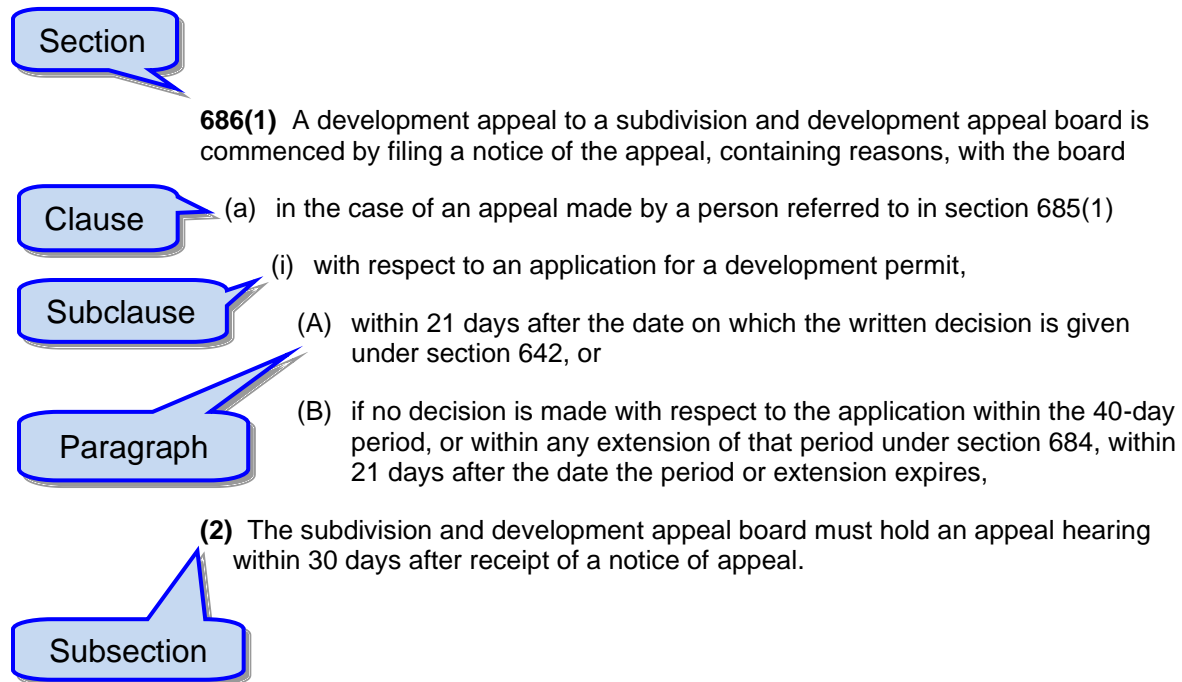 Section
686(1) A development appeal to a subdivision and development appeal board is
commenced by filing a notice of the appeal, containing reasons, with the board
Clause
(a) in the case of an appeal made by a person referred to in section 685(1)
(i) with respect to an application for a development permit,
Subclause
(A) within 21 days after the date on which the written decision is given
under section 642, or
Paragraph
(B) if no decision is made with respect to the application within the 40-day
period, or within any extension of that period under section 684, within
21 days after the date the period or extension expires,
(2) The subdivision and development appeal board must hold an appeal hearing
within 30 days after receipt of a notice of appeal.
Subsection